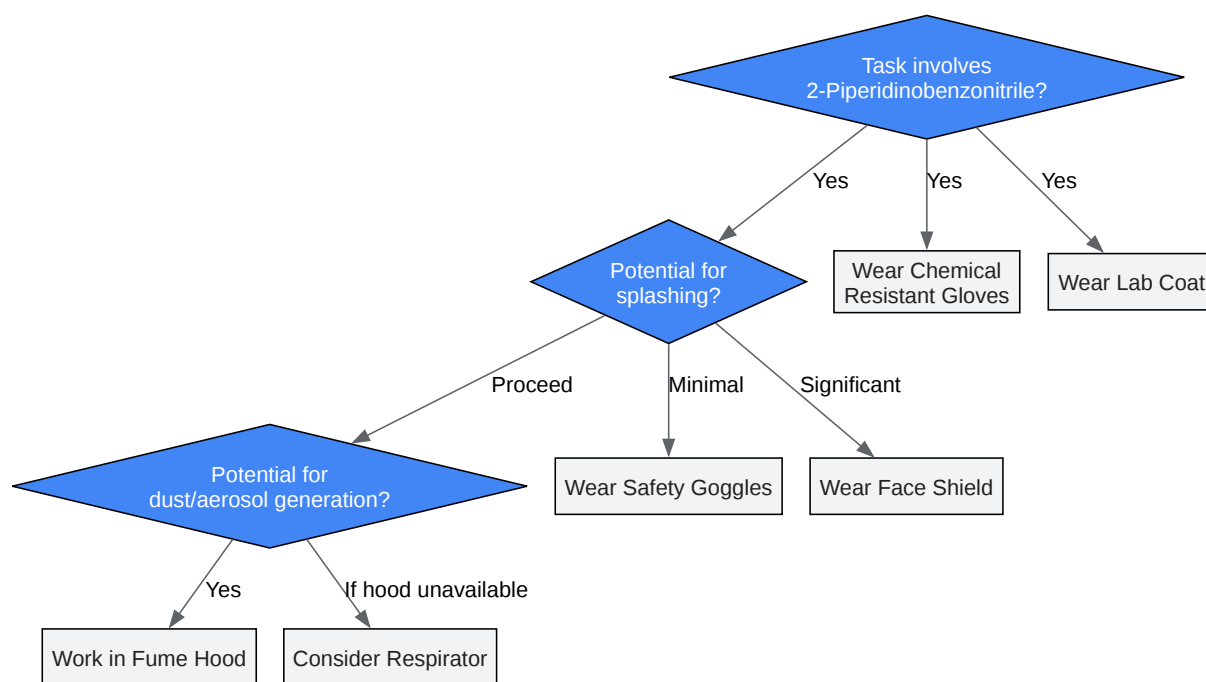 Task involves
2-Piperidinobenzonitrile?
Yes
Yes
Yes
Potential for
splashing?
Wear Chemical
Resistant Gloves
Wear Lab Coat
Proceed
Minimal
Significant
Potential for
dust/aerosol generation?
Wear Safety Goggles
Wear Face Shield
Yes
If hood unavailable
Work in Fume Hood
Consider Respirator